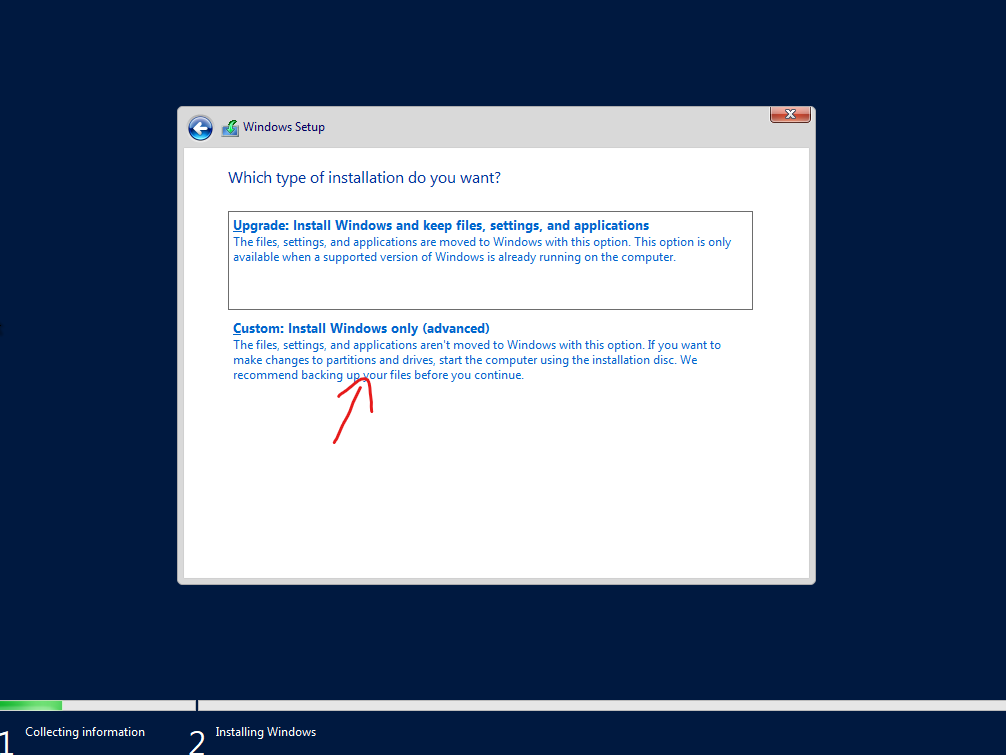 Windows Setup
Which type of installation do you want?
Upgrade: Install Windows and keep files, settings, and applications
The files, settings, and applications are moved to Windows with this option. This option is only
available when a supported version of Windows is already running on the computer.
Custom: Install Windows only (advanced)
The files, settings, and applications aren't moved to Windows with this option. If you want to
make changes to partitions and drives, start the computer using the installation disc. We
recommend backing up your files before you continue.
1 Collecting information
2 Installing Windows